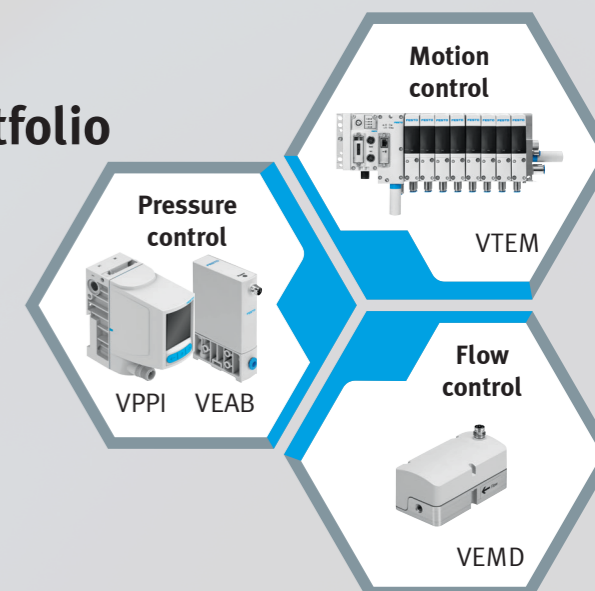 tfolio
Motion
control
VTEM
Pressure
control
VPPI VEAB
Flow
control
VEMD